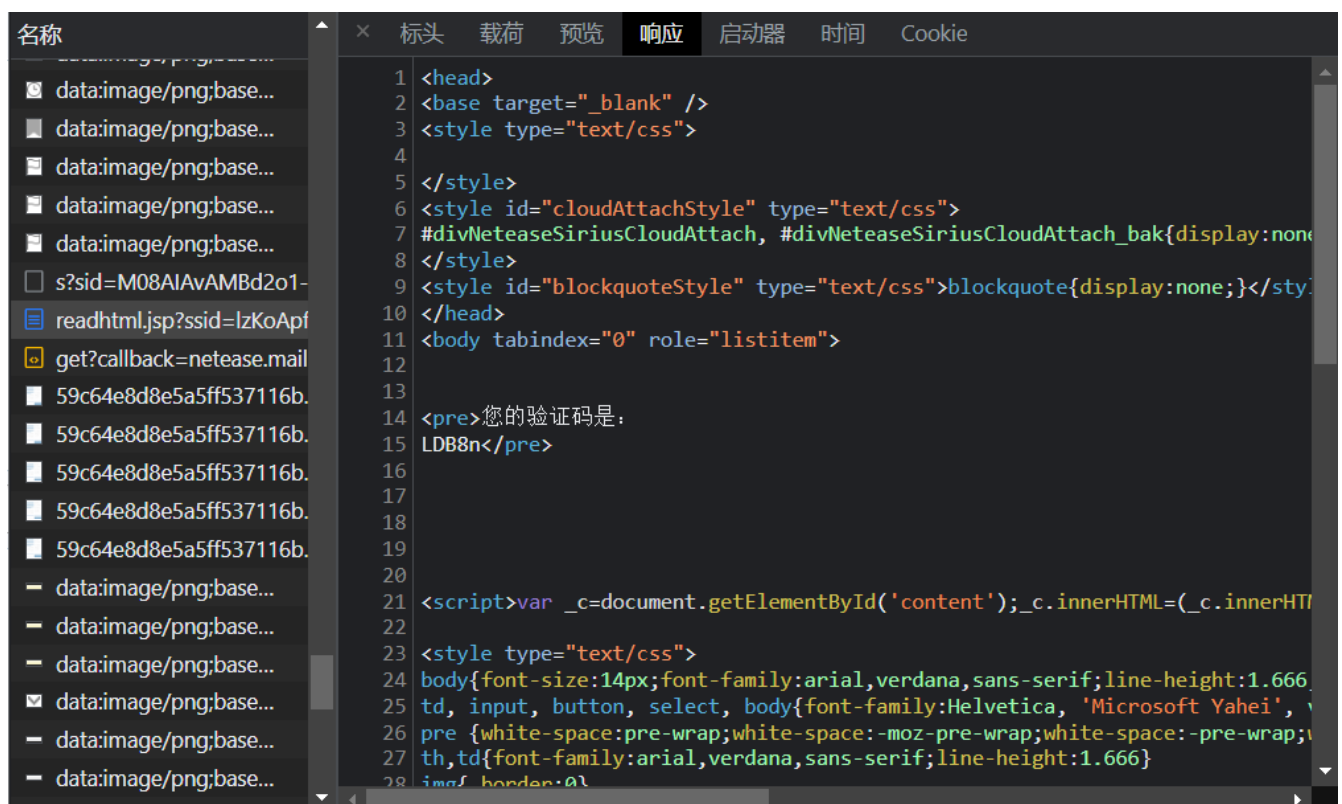 名称
data:image/png;base...
data:image/png;base...
data:image/png;base...
data:image/png;base...
data:image/png;base...
data:image/png;base...
s?sid=M08AIAvAMBd2o1-
readhtml.jsp?ssid=lzKoApf
get?callback=netease.mail
59c64e8d8e5a5ff537116b.
59c64e8d8e5a5ff537116b.
59c64e8d8e5a5ff537116b.
59c64e8d8e5a5ff537116b.
59c64e8d8e5a5ff537116b.
data:image/png;base...
data:image/png;base...
data:image/png;base...
data:image/png;base...
data:image/png;base...
data:image/png;base...
× 标头 载荷 预览 响应 启动器 时间 Cookie
1 <head>
2 <base target="_blank" />
3 <style type="text/css">
4
5 </style>
6 <style id="cloudAttachStyle" type="text/css">
7 #divNeteaseSiriusCloudAttach, #divNeteaseSiriusCloudAttach_bak{display:none
8 </style>
9 <style id="blockquoteStyle" type="text/css">blockquote{display:none;}</sty
10 </head>
11 <body tabindex="0" role="listitem">
12
13
14 <pre>您的验证码是:
15 LDB8n</pre>
16
17
18
19
20
21 <script>var _c=document.getElementById('content');_c.innerHTML=(_c.innerHTM
22
23 <style type="text/css">
24 body{font-size:14px;font-family:arial,verdana,sans-serif;line-height:1.666
25 td, input, button, select, body{font-family:Helvetica, 'Microsoft Yahei', v
26 pre {white-space:pre-wrap;white-space:-moz-pre-wrap;white-space:-pre-wrap;w
27 th,td{font-family:arial,verdana,sans-serif;line-height:1.666}
28 img{ border:0}